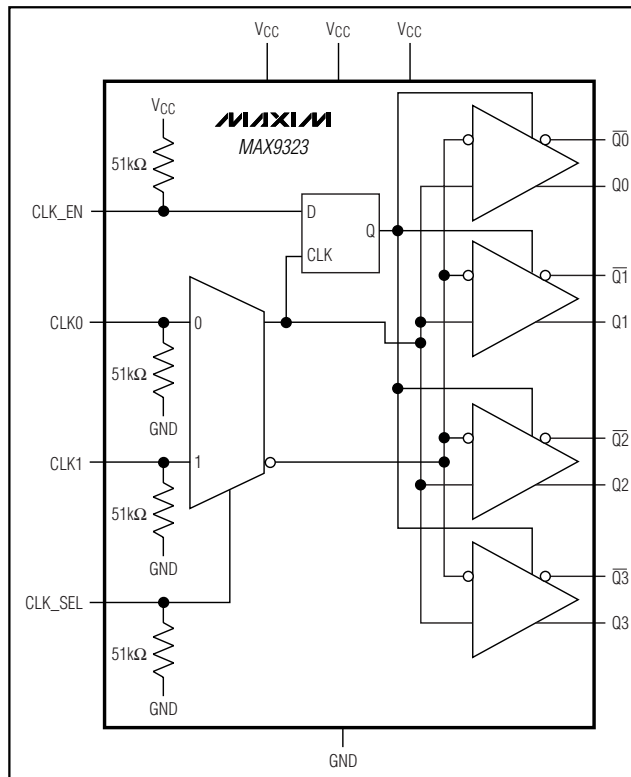 VCC VCC VCC
VCC
MAXIM
MAX9323
51kΩ
Q0
Q0
CLK_EN
D
Q
CLK
Q1
CLK0
0
Q1
51kΩ
GND
Q2
CLK1
1
Q2
51kΩ
GND
Q3
CLK_SEL
Q3
51kΩ
GND
GND